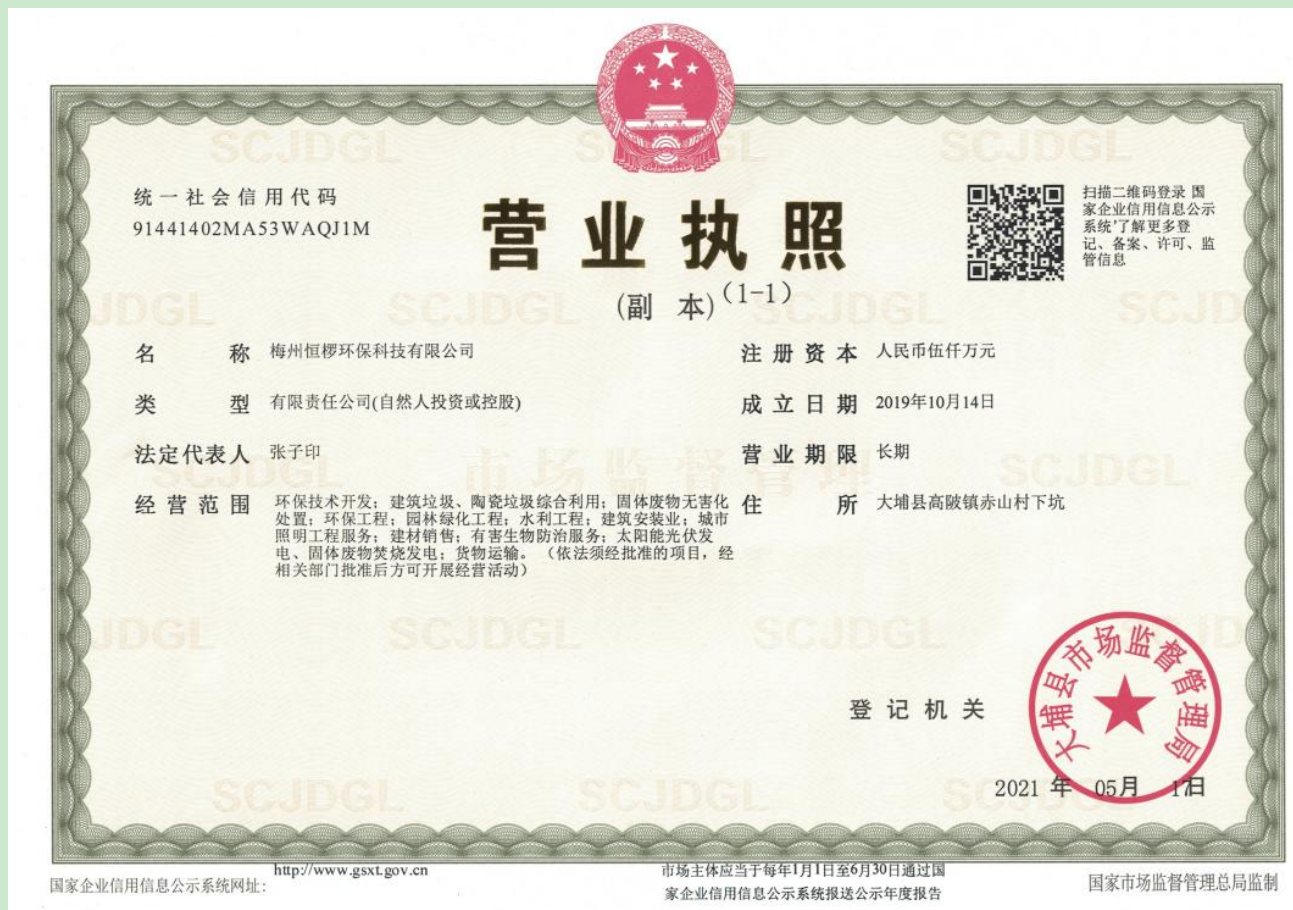 统一社会信用代码
91441402MA53WAQJ1M
营业执照
(副 本)(1-1)
扫描二维码登录 国
家企业信用信息公示
系统'了解更多登
记、备案、许可、监
管信息
名 称 梅州恒椤环保科技有限公司
类 型 有限责任公司(自然人投资或控股)
法定代表人 张子印
经营范围 环保技术开发；建筑垃圾、陶瓷垃圾综合利用；固体废物无害化
处置；环保工程；园林绿化工程；水利工程；建筑安装业；城市
照明工程服务；建材销售；有害生物防治服务；太阳能光伏发
电、固体废物焚烧发电；货物运输。（依法须经批准的项目，经
相关部门批准后方可开展经营活动）
注册资本 人民币伍仟万元
成立日期 2019年10月14日
营业期限 长期
住 所 大埔县高陂镇赤山村下坑
登记机关
大埔县市场监督管理局
2021 年 05月 17日
国家企业信用信息公示系统网址：
http://www.gsxt.gov.cn
市场主体应当于每年1月1日至6月30日通过国
家企业信用信息公示系统报送公示年度报告
国家市场监督管理总局监制
SCJDGL
市场监督管理